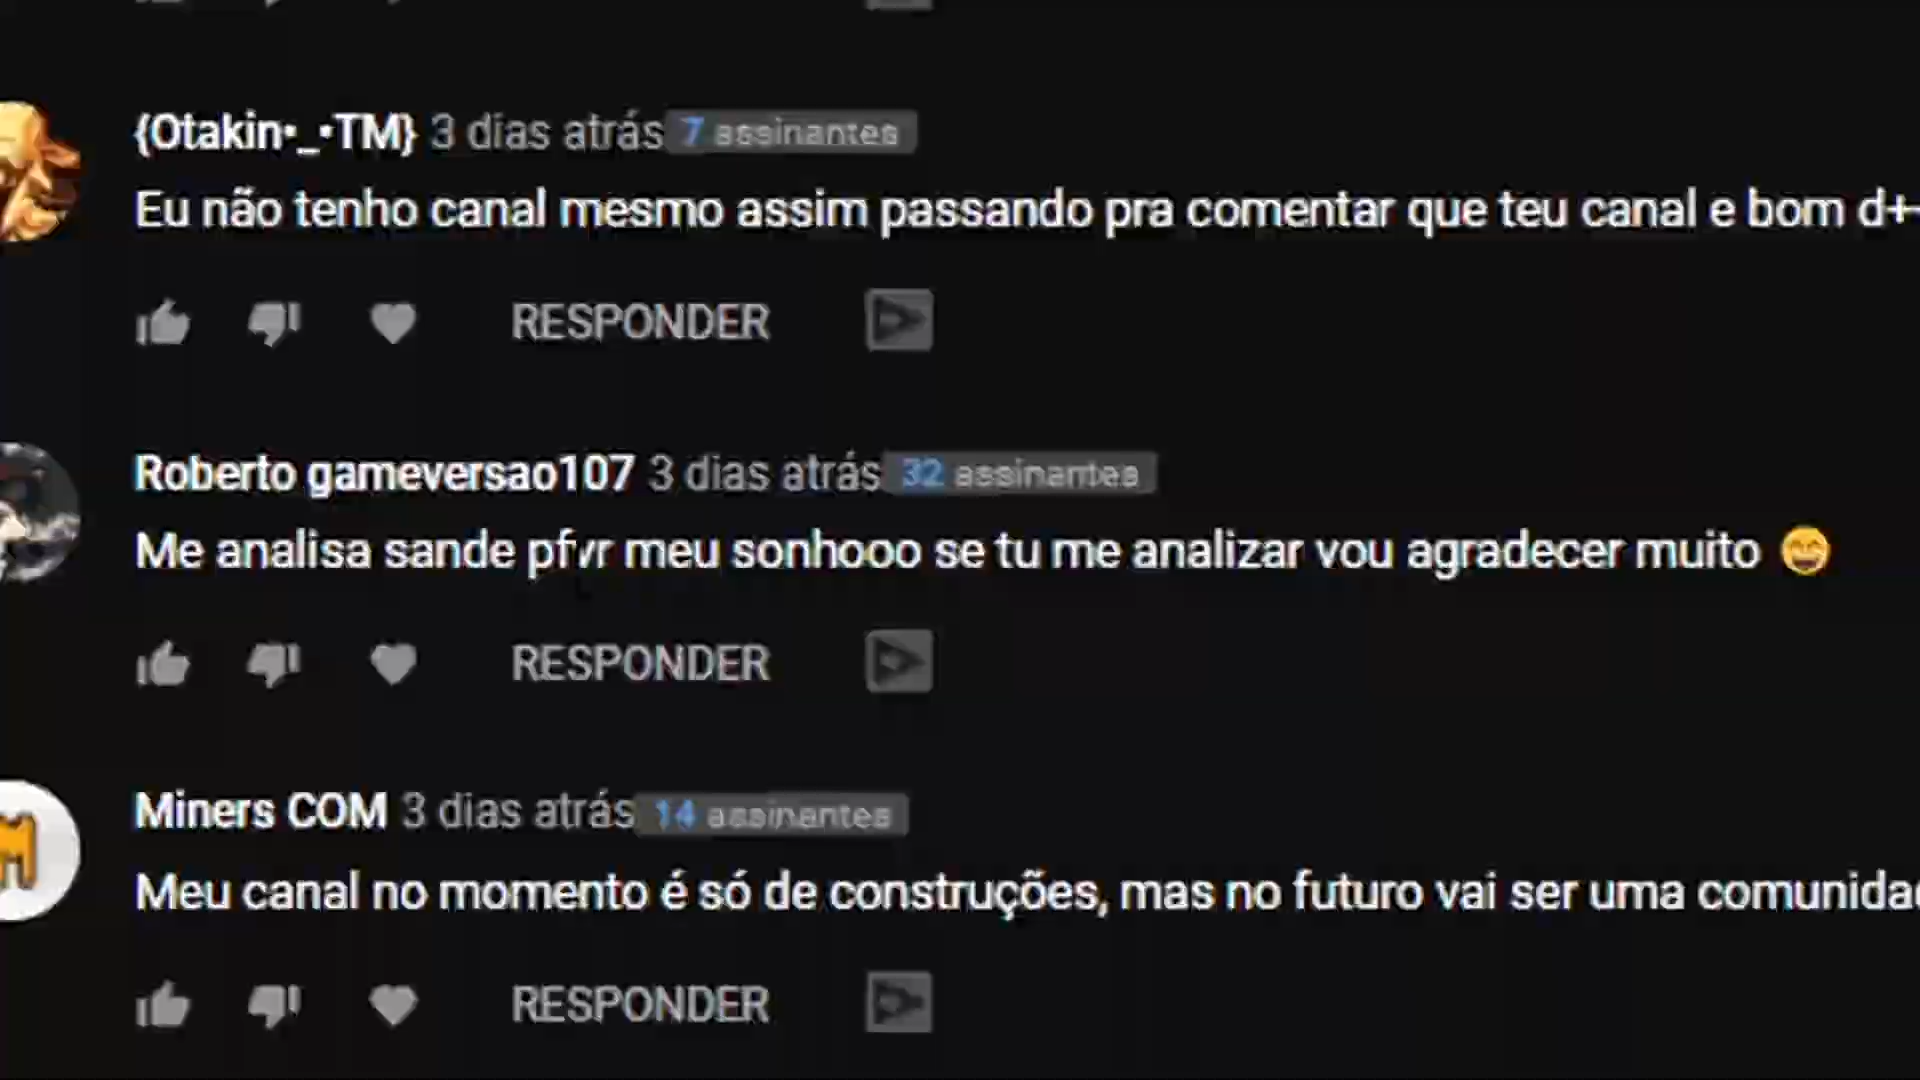 {Otakin•_•TM} 3 dias atrás 7 assinantes
Eu não tenho canal mesmo assim passando pra comentar que teu canal e bom d+
RESPONDER
Roberto gameversao107 3 dias atrás 32 assinantes
Me analisa sande pfvr meu sonhooo se tu me analizar vou agradecer muito 😄
RESPONDER
M
Miners COM 3 dias atrás 14 assinantes
Meu canal no momento é só de construções, mas no futuro vai ser uma comunidad
RESPONDER